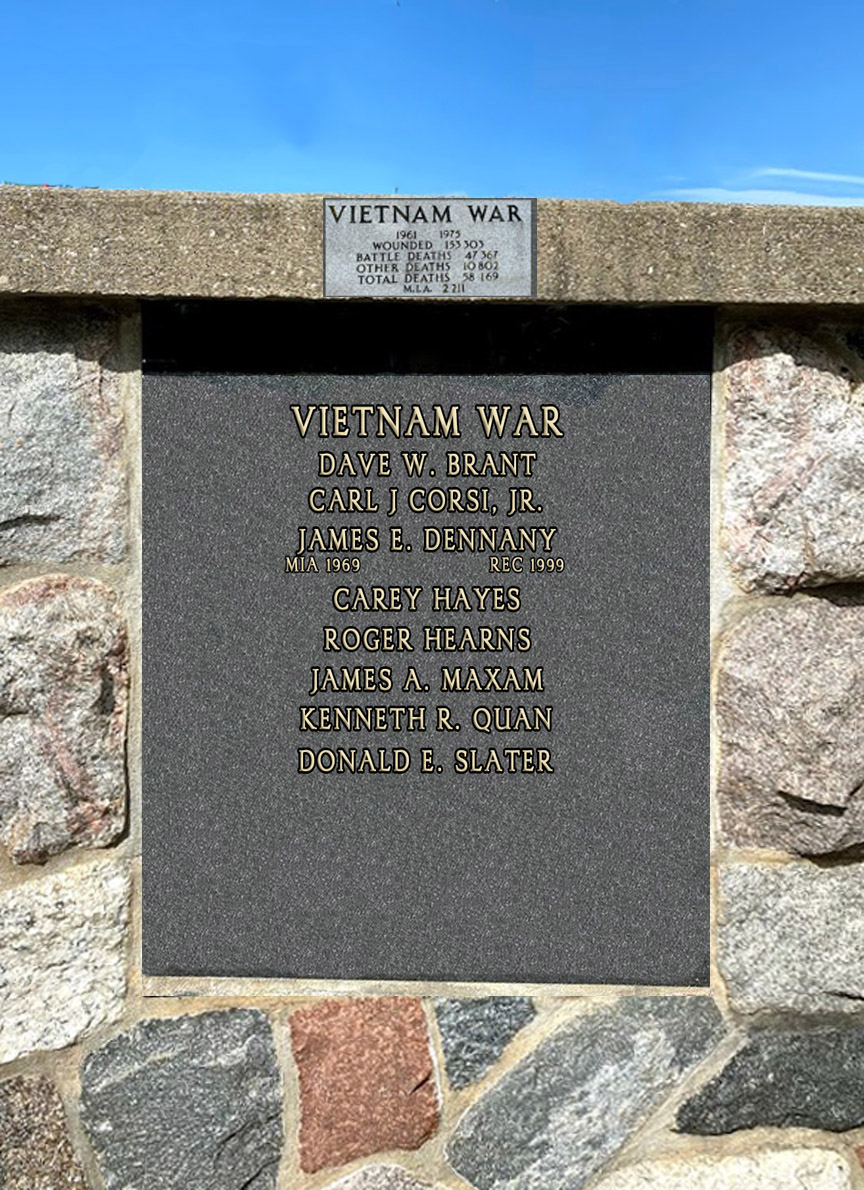 VIETNAM WAR
1961 1975
WOUNDED 153 303
BATTLE DEATHS 47 367
OTHER DEATHS 10 802
TOTAL DEATHS 58 169
M.I.A. 2 211
VIETNAM WAR
DAVE W. BRANT
CARL J CORSI, JR.
JAMES E. DENNANY
MIA 1969 REC 1999
CAREY HAYES
ROGER HEARNS
JAMES A. MAXAM
KENNETH R. QUAN
DONALD E. SLATER